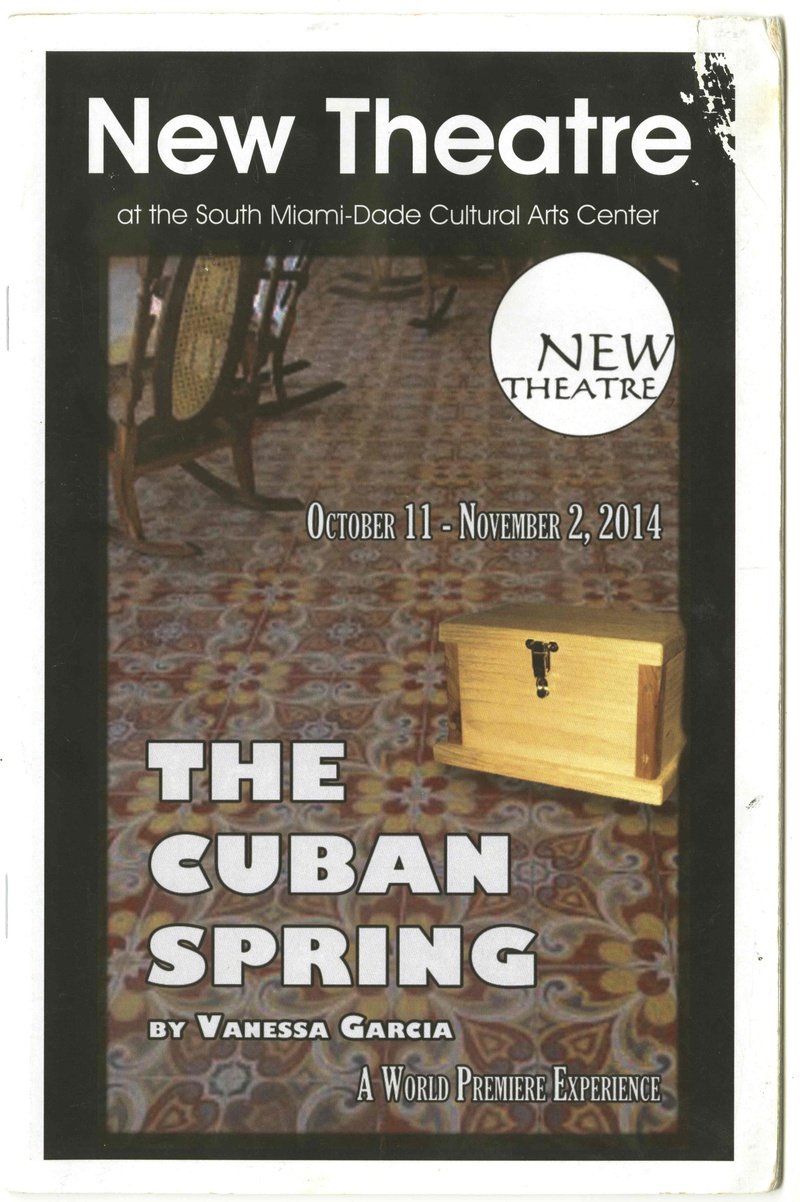 New Theatre
at the South Miami-Dade Cultural Arts Center
NEW
THEATRE
October 11 - November 2, 2014
THE
CUBAN
SPRING
BY VANESSA GARCIA
A World Premiere Experience